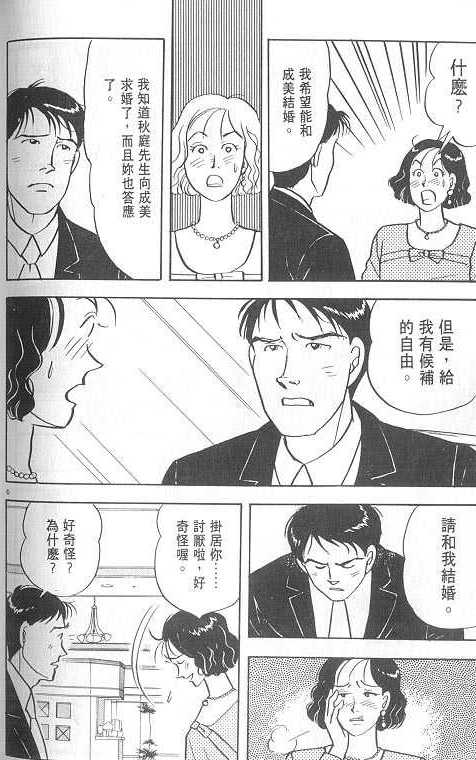 什麼?
我希望能和
成美結婚。
我知道秋庭先生向成美
求婚了，而且妳也答應
了。
但是，給
我有候補
的自由。
請和我結婚。
掛居你……
討厭啦，好
奇怪喔。
好奇怪?
為什麼?